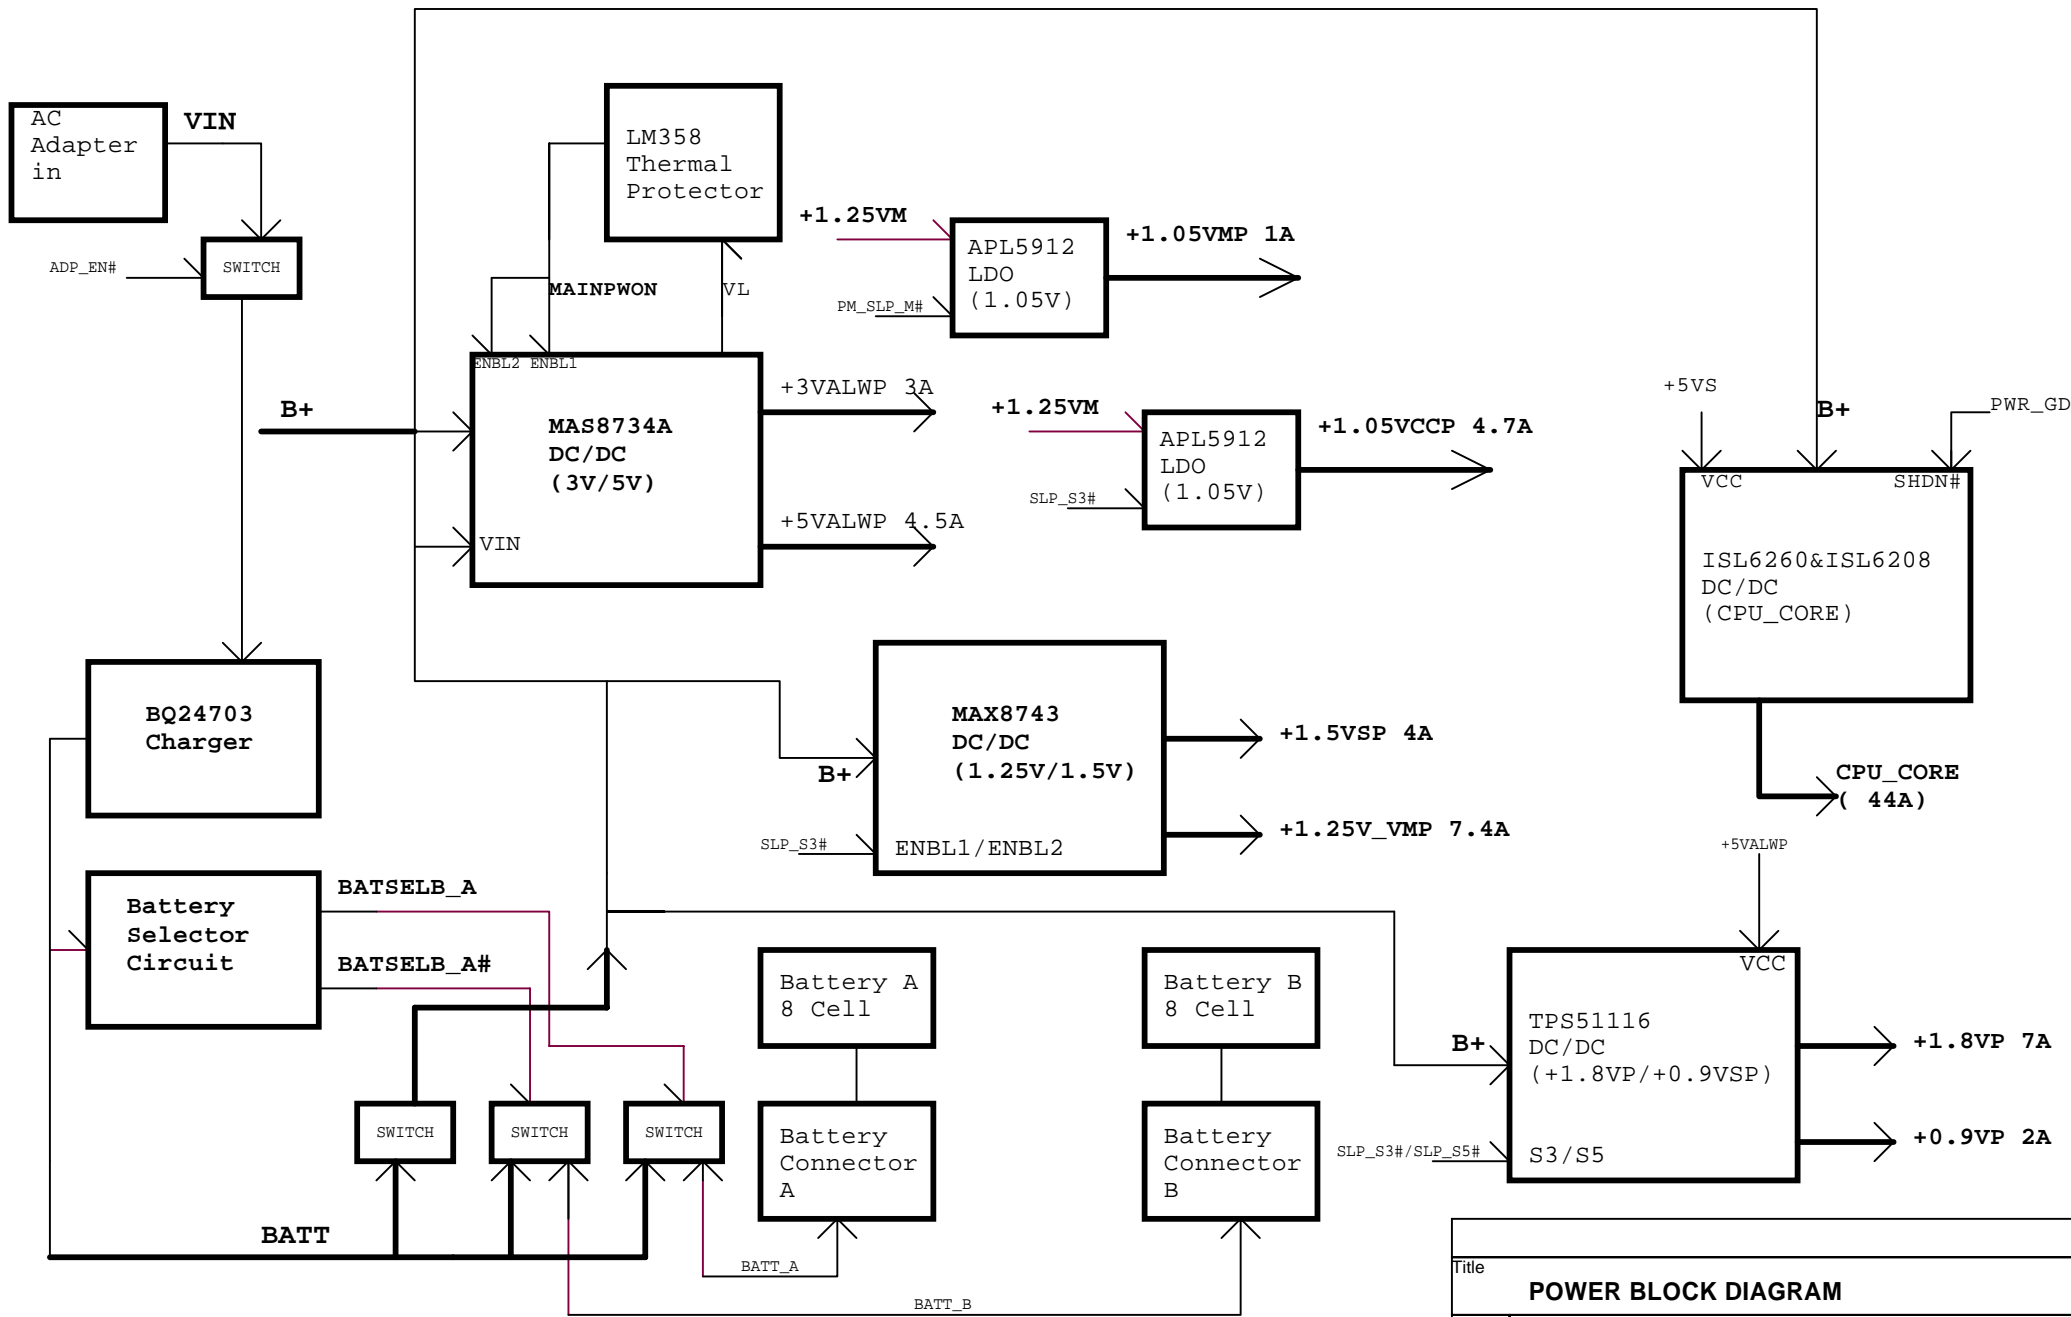 AC
Adapter
in
VIN
SWITCH
ADP_EN#
LM358
Thermal
Protector
MAINPWON
VL
ENBL2 ENBL1
B+
MAS8734A
DC/DC
(3V/5V)
VIN
+3VALWP 3A
+5VALWP 4.5A
+1.25VM
APL5912
LDO
(1.05V)
PM_SLP_M#
+1.05VMP 1A
+1.25VM
APL5912
LDO
(1.05V)
SLP_S3#
+1.05VCCP 4.7A
+5VS
B+
PWR_GD
VCC
SHDN#
ISL6260&ISL6208
DC/DC
(CPU_CORE)
CPU_CORE
( 44A)
BQ24703
Charger
MAX8743
DC/DC
(1.25V/1.5V)
B+
SLP_S3#
ENBL1/ENBL2
+1.5VSP 4A
+1.25V_VMP 7.4A
Battery
Selector
Circuit
BATSELB_A
BATSELB_A#
SWITCH
SWITCH
SWITCH
BATT
Battery A
8 Cell
Battery
Connector
A
BATT_A
Battery B
8 Cell
Battery
Connector
B
BATT_B
+5VALWP
VCC
B+
TPS51116
DC/DC
(+1.8VP/+0.9VSP)
SLP_S3#/SLP_S5#
S3/S5
+1.8VP 7A
+0.9VP 2A
Title
POWER BLOCK DIAGRAM